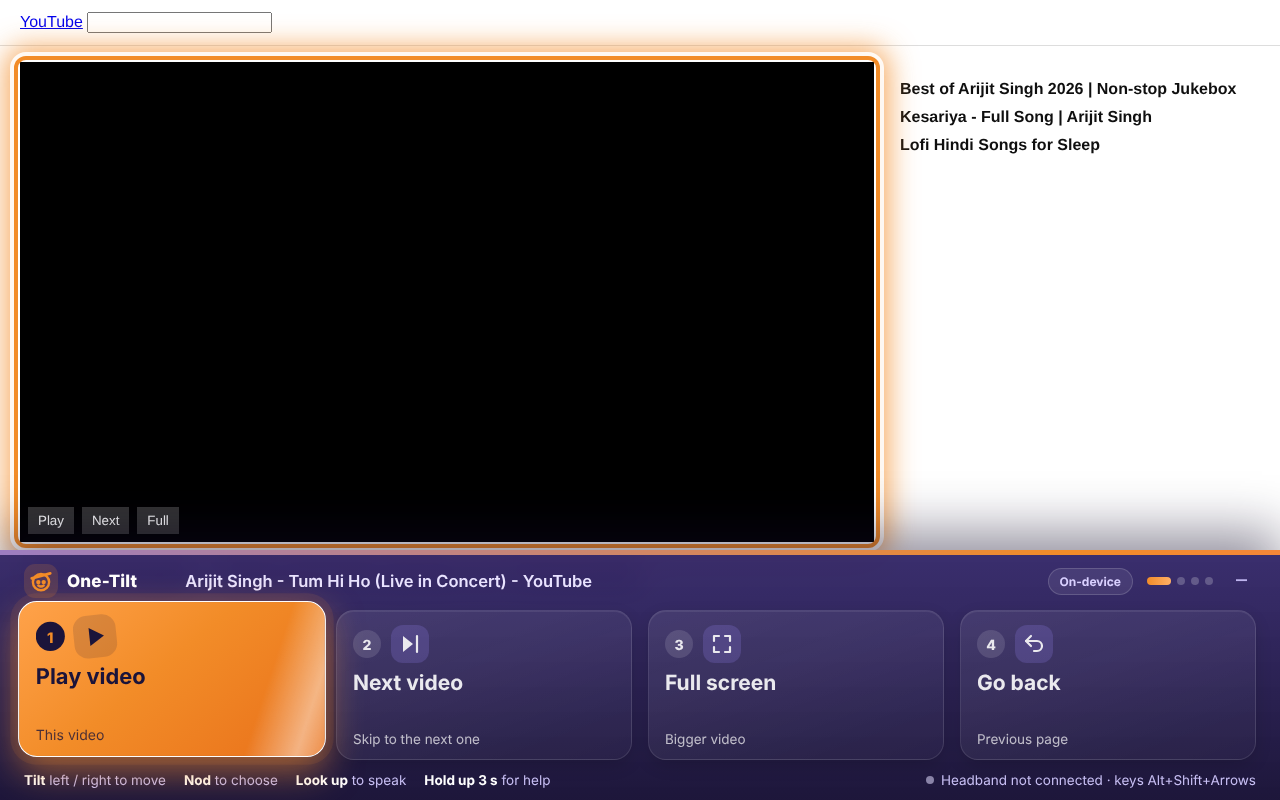 YouTube
Best of Arijit Singh 2026 | Non-stop Jukebox
Kesariya - Full Song | Arijit Singh
Lofi Hindi Songs for Sleep
Play Next Full
One-Tilt Arijit Singh - Tum Hi Ho (Live in Concert) - YouTube On-device
1
Play video
This video
2
Next video
Skip to the next one
3
Full screen
Bigger video
4
Go back
Previous page
Tilt left / right to move Nod to choose Look up to speak Hold up 3 s for help Headband not connected · keys Alt+Shift+Arrows